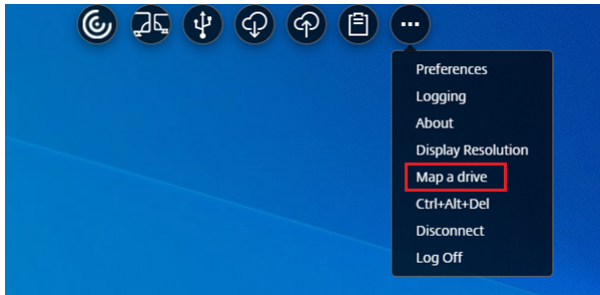 Preferences
Logging
About
Display Resolution
Map a drive
Ctrl+Alt+Del
Disconnect
Log Off